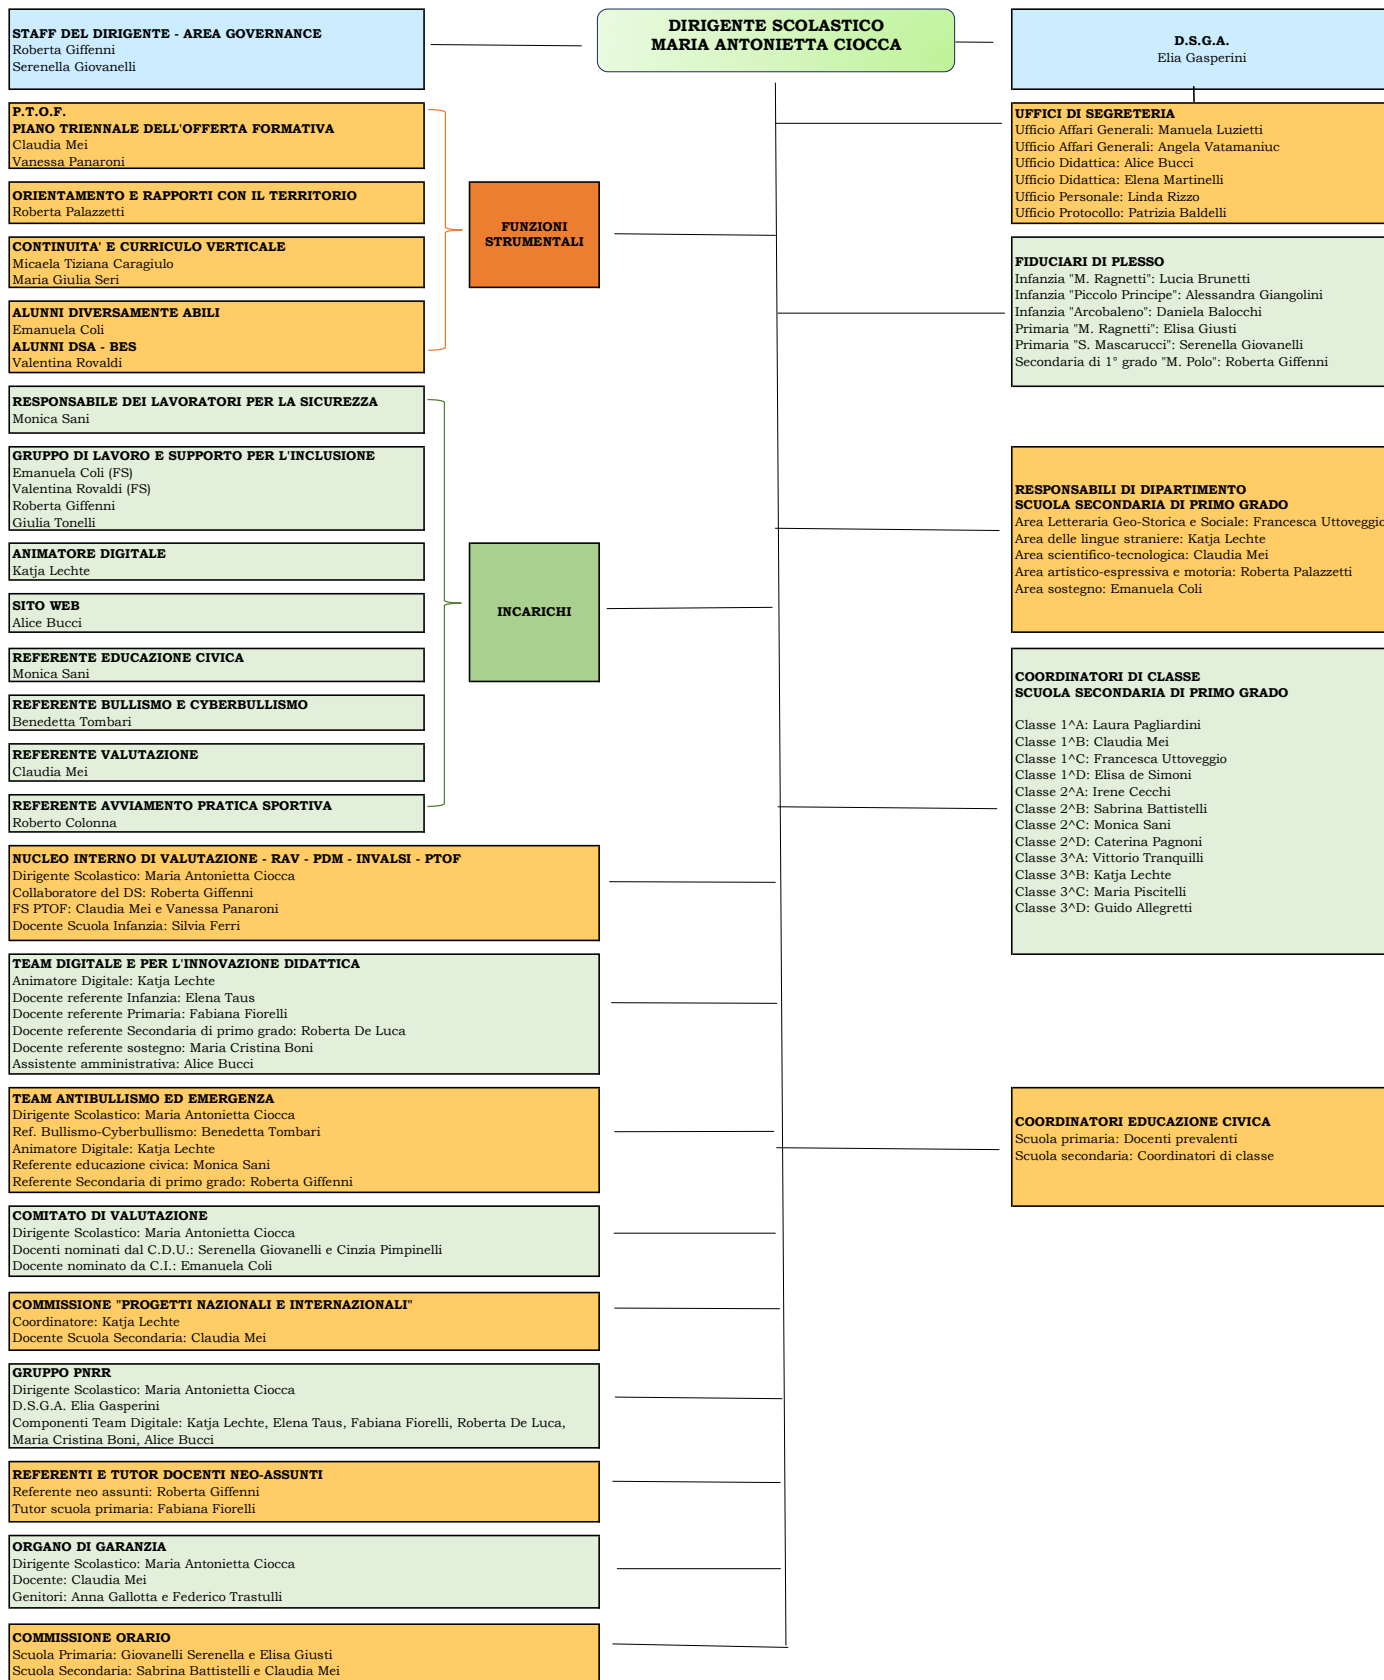 DIRIGENTE SCOLASTICO
MARIA ANTONIETTA CIOCCA
STAFF DEL DIRIGENTE - AREA GOVERNANCE
Roberta Giffenni
Serenella Giovanelli
D.S.G.A.
Elia Gasperini
P.T.O.F.
PIANO TRIENNALE DELL'OFFERTA FORMATIVA
Claudia Mei
Vanessa Panaroni
ORIENTAMENTO E RAPPORTI CON IL TERRITORIO
Roberta Palazzetti
CONTINUITA' E CURRICULO VERTICALE
Micaela Tiziana Caragiulo
Maria Giulia Seri
ALUNNI DIVERSAMENTE ABILI
Emanuela Coli
ALUNNI DSA - BES
Valentina Rovaldi
FUNZIONI
STRUMENTALI
RESPONSABILE DEI LAVORATORI PER LA SICUREZZA
Monica Sani
GRUPPO DI LAVORO E SUPPORTO PER L'INCLUSIONE
Emanuela Coli (FS)
Valentina Rovaldi (FS)
Roberta Giffenni
Giulia Tonelli
ANIMATORE DIGITALE
Katja Lechte
SITO WEB
Alice Bucci
REFERENTE EDUCAZIONE CIVICA
Monica Sani
REFERENTE BULLISMO E CYBERBULLISMO
Benedetta Tombari
REFERENTE VALUTAZIONE
Claudia Mei
REFERENTE AVVIAMENTO PRATICA SPORTIVA
Roberto Colonna
INCARICHI
NUCLEO INTERNO DI VALUTAZIONE - RAV - PDM - INVALSI - PTOF
Dirigente Scolastico: Maria Antonietta Ciocca
Collaboratore del DS: Roberta Giffenni
FS PTOF: Claudia Mei e Vanessa Panaroni
Docente Scuola Infanzia: Silvia Ferri
TEAM DIGITALE E PER L'INNOVAZIONE DIDATTICA
Animatore Digitale: Katja Lechte
Docente referente Infanzia: Elena Taus
Docente referente Primaria: Fabiana Fiorelli
Docente referente Secondaria di primo grado: Roberta De Luca
Docente referente sostegno: Maria Cristina Boni
Assistente amministrativa: Alice Bucci
TEAM ANTIBULLISMO ED EMERGENZA
Dirigente Scolastico: Maria Antonietta Ciocca
Ref. Bullismo-Cyberbullismo: Benedetta Tombari
Animatore Digitale: Katja Lechte
Referente educazione civica: Monica Sani
Referente Secondaria di primo grado: Roberta Giffenni
COMITATO DI VALUTAZIONE
Dirigente Scolastico: Maria Antonietta Ciocca
Docenti nominati dal C.D.U.: Serenella Giovanelli e Cinzia Pimpinelli
Docente nominato da C.I.: Emanuela Coli
COMMISSIONE "PROGETTI NAZIONALI E INTERNAZIONALI"
Coordinatore: Katja Lechte
Docente Scuola Secondaria: Claudia Mei
GRUPPO PNRR
Dirigente Scolastico: Maria Antonietta Ciocca
D.S.G.A. Elia Gasperini
Componenti Team Digitale: Katja Lechte, Elena Taus, Fabiana Fiorelli, Roberta De Luca,
Maria Cristina Boni, Alice Bucci
REFERENTI E TUTOR DOCENTI NEO-ASSUNTI
Referente neo assunti: Roberta Giffenni
Tutor scuola primaria: Fabiana Fiorelli
ORGANO DI GARANZIA
Dirigente Scolastico: Maria Antonietta Ciocca
Docente: Claudia Mei
Genitori: Anna Gallotta e Federico Trastulli
COMMISSIONE ORARIO
Scuola Primaria: Giovanelli Serenella e Elisa Giusti
Scuola Secondaria: Sabrina Battistelli e Claudia Mei
UFFICI DI SEGRETERIA
Ufficio Affari Generali: Manuela Luzietti
Ufficio Affari Generali: Angela Vatamaniuc
Ufficio Didattica: Alice Bucci
Ufficio Didattica: Elena Martinelli
Ufficio Personale: Linda Rizzo
Ufficio Protocollo: Patrizia Baldelli
FIDUCIARI DI PLESSO
Infanzia "M. Ragnetti": Lucia Brunetti
Infanzia "Piccolo Principe": Alessandra Giangolini
Infanzia "Arcobaleno": Daniela Balocchi
Primaria "M. Ragnetti": Elisa Giusti
Primaria "S. Mascarucci": Serenella Giovanelli
Secondaria di 1° grado "M. Polo": Roberta Giffenni
RESPONSABILI DI DIPARTIMENTO
SCUOLA SECONDARIA DI PRIMO GRADO
Area Letteraria Geo-Storica e Sociale: Francesca Uttoveggio
Area delle lingue straniere: Katja Lechte
Area scientifico-tecnologica: Claudia Mei
Area artistico-espressiva e motoria: Roberta Palazzetti
Area sostegno: Emanuela Coli
COORDINATORI DI CLASSE
SCUOLA SECONDARIA DI PRIMO GRADO
Classe 1^A: Laura Pagliardini
Classe 1^B: Claudia Mei
Classe 1^C: Francesca Uttoveggio
Classe 1^D: Elisa de Simoni
Classe 2^A: Irene Cecchi
Classe 2^B: Sabrina Battistelli
Classe 2^C: Monica Sani
Classe 2^D: Caterina Pagnoni
Classe 3^A: Vittorio Tranquilli
Classe 3^B: Katja Lechte
Classe 3^C: Maria Piscitelli
Classe 3^D: Guido Allegretti
COORDINATORI EDUCAZIONE CIVICA
Scuola primaria: Docenti prevalenti
Scuola secondaria: Coordinatori di classe